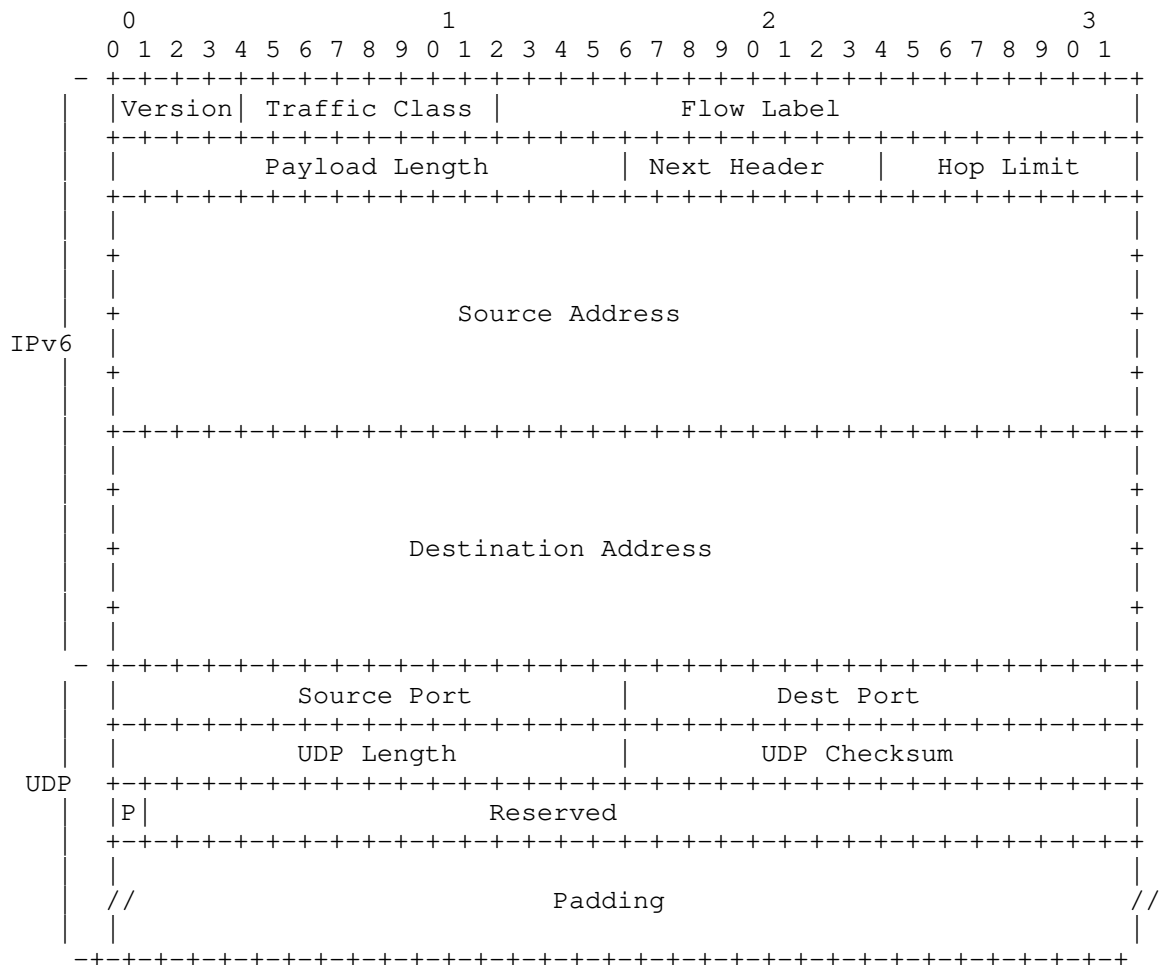 0 1 2 3
0 1 2 3 4 5 6 7 8 9 0 1 2 3 4 5 6 7 8 9 0 1 2 3 4 5 6 7 8 9 0 1
- +-+-+-+-+-+-+-+-+-+-+-+-+-+-+-+-+-+-+-+-+-+-+-+-+-+-+-+-+-+-+-+-+
| |Version| Traffic Class | Flow Label |
| +-+-+-+-+-+-+-+-+-+-+-+-+-+-+-+-+-+-+-+-+-+-+-+-+-+-+-+-+-+-+-+-+
| | Payload Length | Next Header | Hop Limit |
| +-+-+-+-+-+-+-+-+-+-+-+-+-+-+-+-+-+-+-+-+-+-+-+-+-+-+-+-+-+-+-+-+
| | |
| + +
| | |
| + Source Address +
IPv6 | |
| + +
| | |
| +-+-+-+-+-+-+-+-+-+-+-+-+-+-+-+-+-+-+-+-+-+-+-+-+-+-+-+-+-+-+-+-+
| | |
| + +
| | |
| + Destination Address +
| | |
| + +
| | |
- +-+-+-+-+-+-+-+-+-+-+-+-+-+-+-+-+-+-+-+-+-+-+-+-+-+-+-+-+-+-+-+-+
| | Source Port | Dest Port |
| +-+-+-+-+-+-+-+-+-+-+-+-+-+-+-+-+-+-+-+-+-+-+-+-+-+-+-+-+-+-+-+-+
| | UDP Length | UDP Checksum |
UDP +-+-+-+-+-+-+-+-+-+-+-+-+-+-+-+-+-+-+-+-+-+-+-+-+-+-+-+-+-+-+-+-+
| |P| Reserved |
| +-+-+-+-+-+-+-+-+-+-+-+-+-+-+-+-+-+-+-+-+-+-+-+-+-+-+-+-+-+-+-+-+
| | |
| // Padding //
| | |
-+-+-+-+-+-+-+-+-+-+-+-+-+-+-+-+-+-+-+-+-+-+-+-+-+-+-+-+-+-+-+-+-+